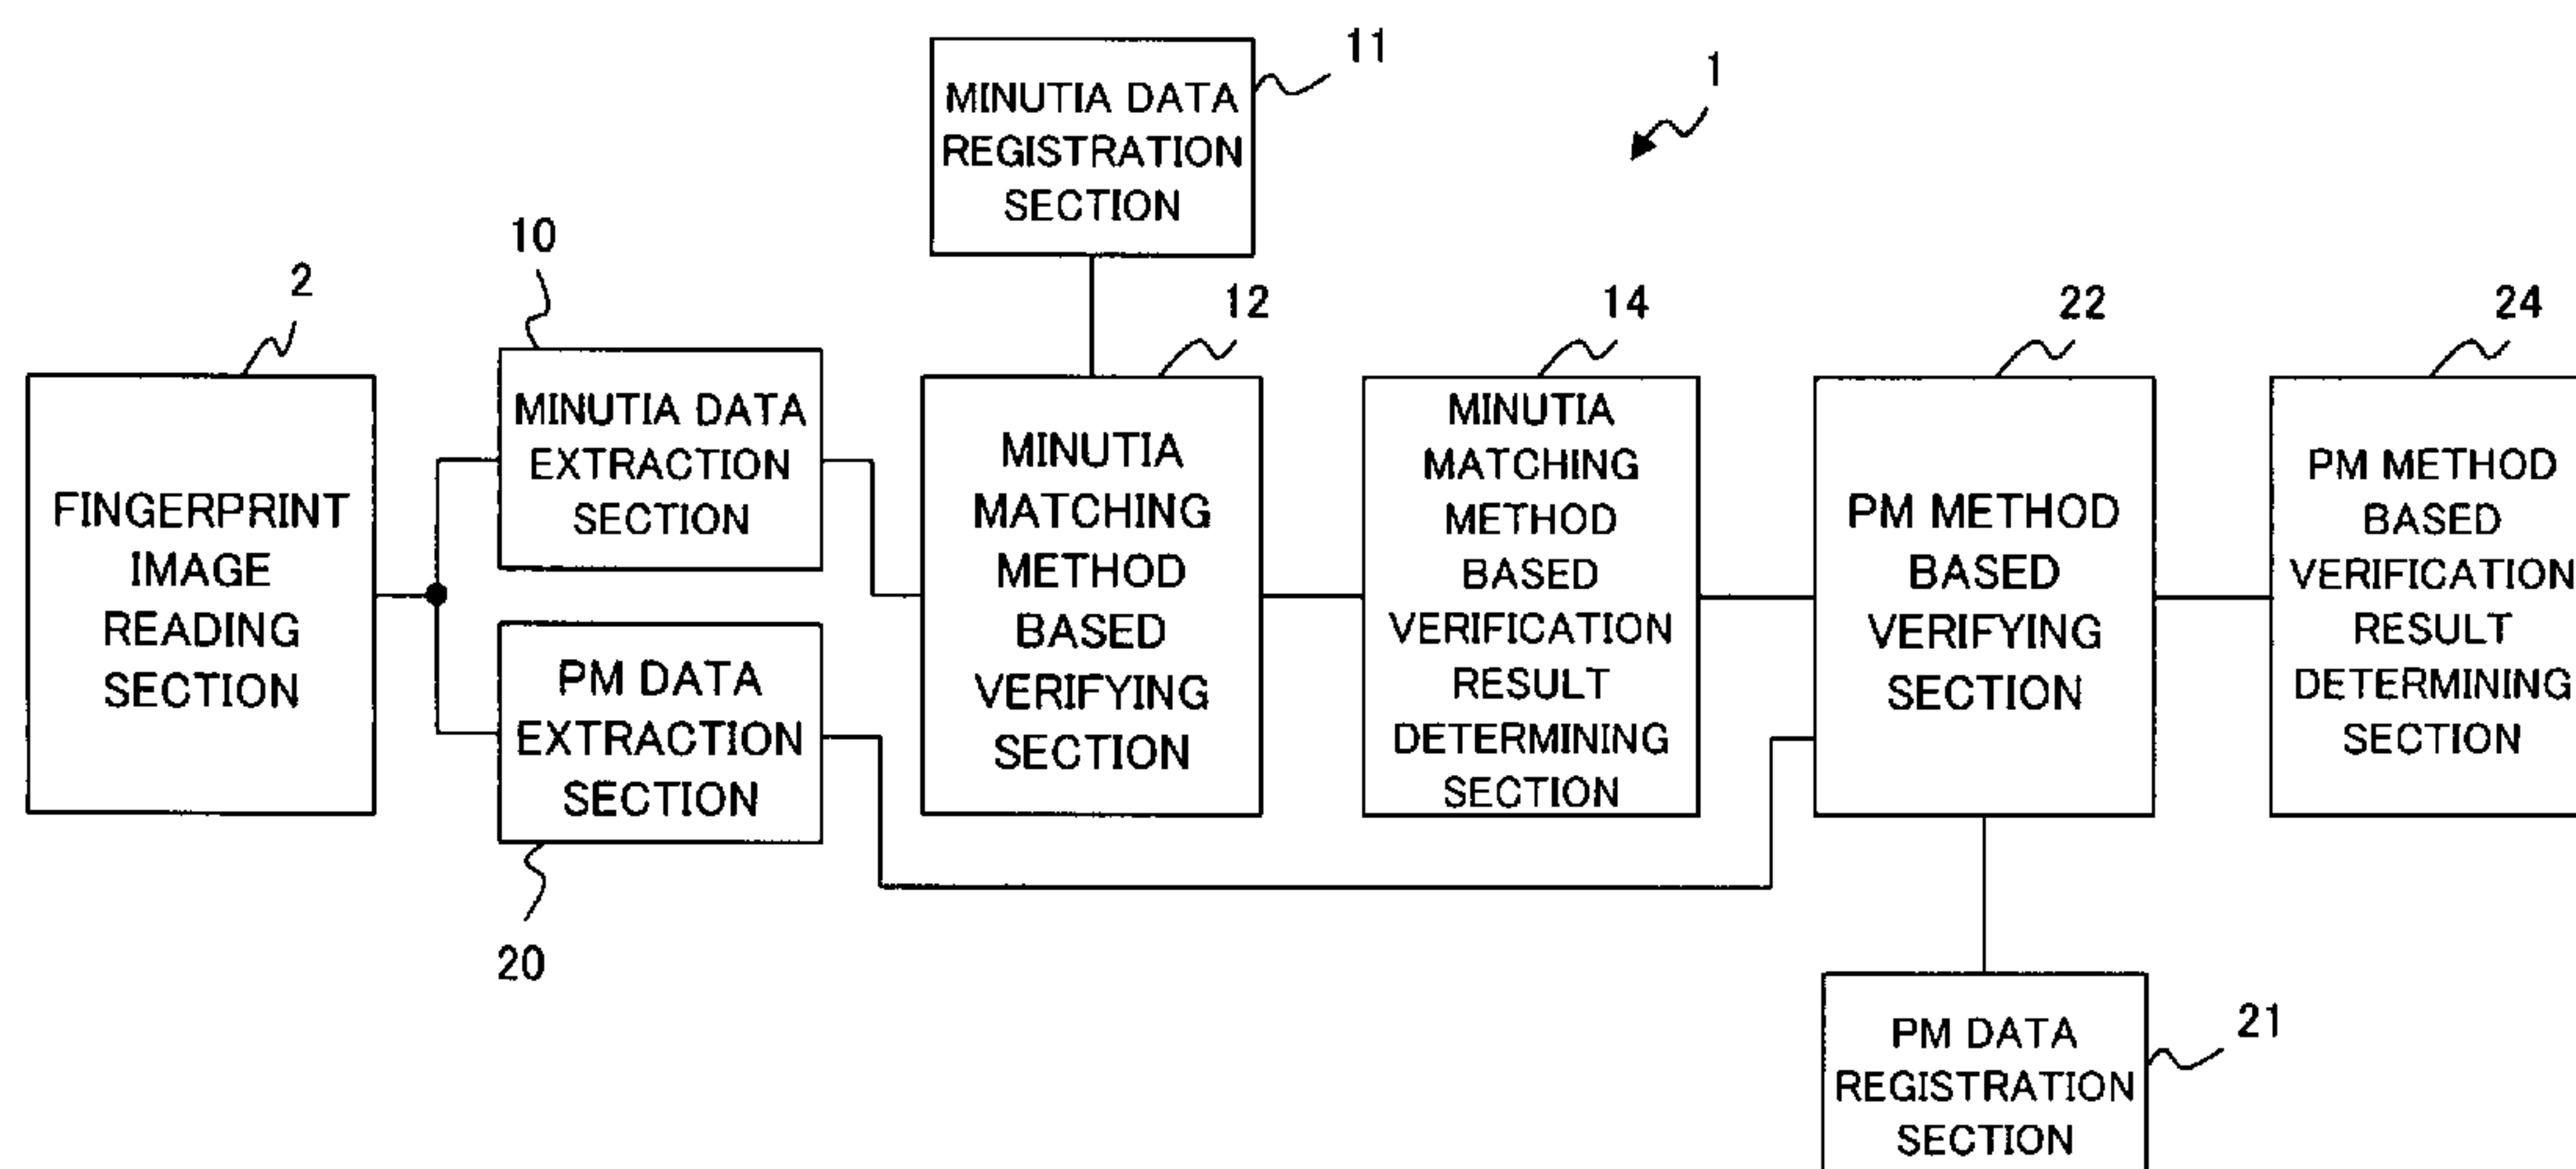 11
MINUTIA DATA
REGISTRATION
SECTION
1
10
2
12
14
22
24
FINGERPRINT
IMAGE
READING
SECTION
MINUTIA DATA
EXTRACTION
SECTION
PM DATA
EXTRACTION
SECTION
20
MINUTIA
MATCHING
METHOD
BASED
VERIFYING
SECTION
MINUTIA
MATCHING
METHOD
BASED
VERIFICATION
RESULT
DETERMINING
SECTION
PM METHOD
BASED
VERIFYING
SECTION
PM METHOD
BASED
VERIFICATION
RESULT
DETERMINING
SECTION
PM DATA
REGISTRATION
SECTION
21